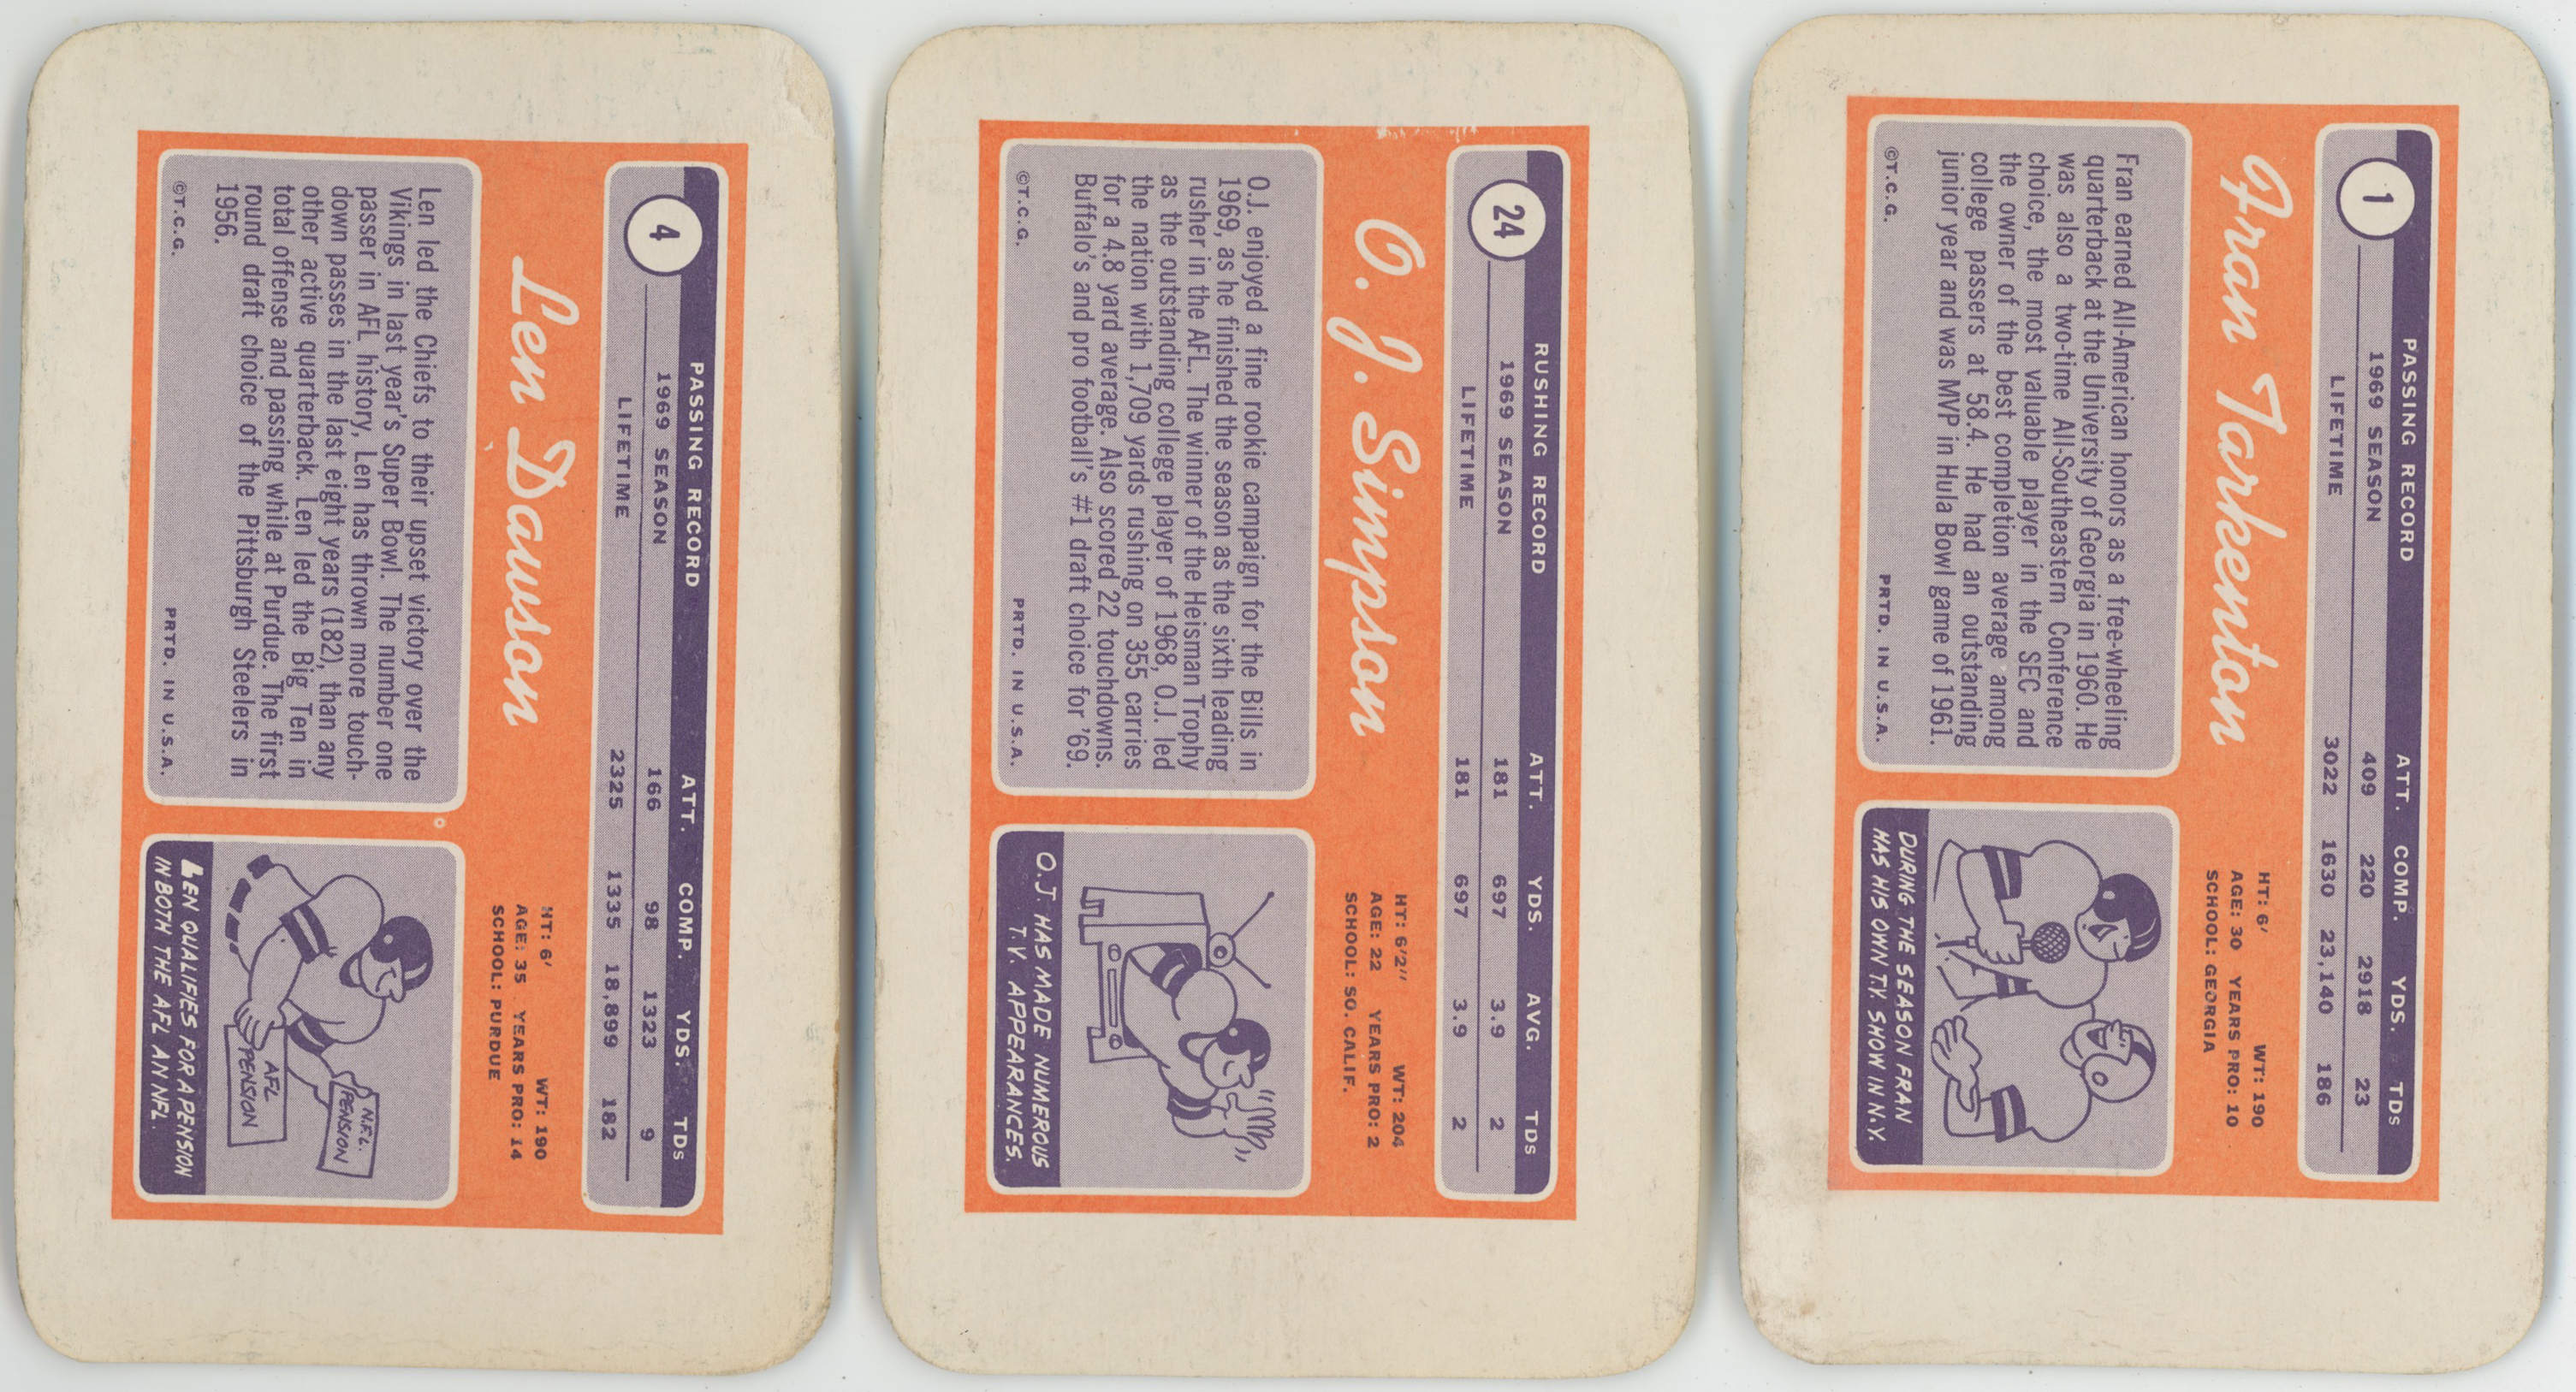 4
PASSING RECORD ATT. COMP. YDS. TDs
1969 SEASON 166 98 1323 9
LIFETIME 2325 1335 18,899 182
Len Dawson
HT: 6' WT: 190
AGE: 35 YEARS PRO: 14
SCHOOL: PURDUE
Len led the Chiefs to their upset victory over the
Vikings in last year's Super Bowl. The number one
passer in AFL history, Len has thrown more touch-
down passes in the last eight years (182), than any
other active quarterback. Len led the Big Ten in
total offense and passing while at Purdue. The first
round draft choice of the Pittsburgh Steelers in
1956.
©T.C.G. PRTD. IN U.S.A.
N.F.L.
PENSION
AFL
PENSION
LEN QUALIFIES FOR A PENSION
IN BOTH THE AFL AN NFL.
24
RUSHING RECORD ATT. YDS. AVG. TDs
1969 SEASON 181 697 3.9 2
LIFETIME 181 697 3.9 2
O. J. Simpson
HT: 6'2" WT: 204
AGE: 22 YEARS PRO: 2
SCHOOL: SO. CALIF.
O.J. enjoyed a fine rookie campaign for the Bills in
1969, as he finished the season as the sixth leading
rusher in the AFL. The winner of the Heisman Trophy
as the outstanding college player of 1968, O.J. led
the nation with 1,709 yards rushing on 355 carries
for a 4.8 yard average. Also scored 22 touchdowns.
Buffalo's and pro football's #1 draft choice for '69.
©T.C.G. PRTD. IN U.S.A.
O.J. HAS MADE NUMEROUS
T.V. APPEARANCES.
1
PASSING RECORD ATT. COMP. YDS. TDs
1969 SEASON 409 220 2918 23
LIFETIME 3022 1630 23,140 186
Fran Tarkenton
HT: 6' WT: 190
AGE: 30 YEARS PRO: 10
SCHOOL: GEORGIA
Fran earned All-American honors as a free-wheeling
quarterback at the University of Georgia in 1960. He
was also a two-time All-Southeastern Conference
choice, the most valuable player in the SEC and
the owner of the best completion average among
college passers at 58.4. He had an outstanding
junior year and was MVP in Hula Bowl game of 1961.
©T.C.G. PRTD. IN U.S.A.
DURING THE SEASON FRAN
HAS HIS OWN T.V. SHOW IN N.Y.